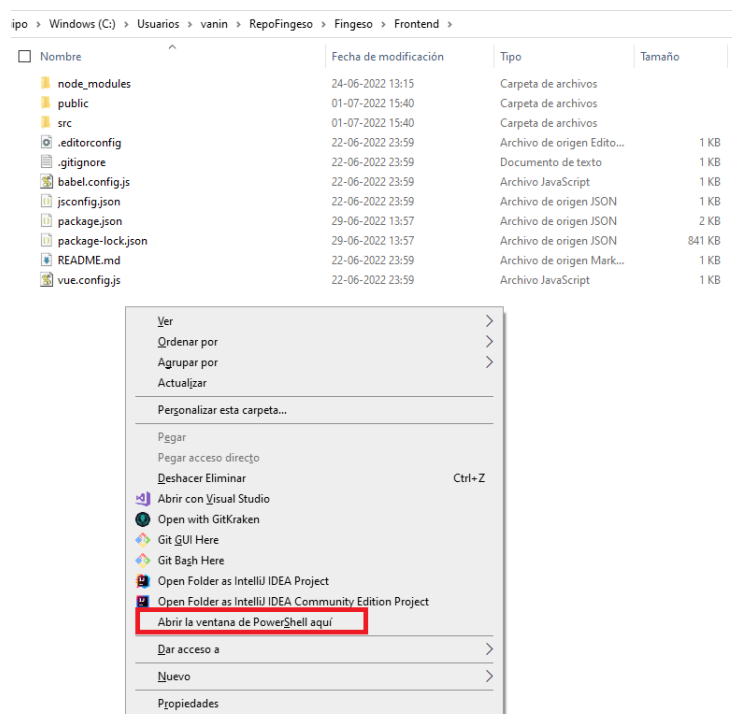 ipo > Windows (C:) > Usuarios > vanin > RepoFingeso > Fingeso > Frontend >
Nombre Fecha de modificación Tipo Tamaño
node_modules 24-06-2022 13:15 Carpeta de archivos
public 01-07-2022 15:40 Carpeta de archivos
src 01-07-2022 15:40 Carpeta de archivos
.editorconfig 22-06-2022 23:59 Archivo de origen Edito... 1 KB
.gitignore 22-06-2022 23:59 Documento de texto 1 KB
babel.config.js 22-06-2022 23:59 Archivo JavaScript 1 KB
jsconfig.json 22-06-2022 23:59 Archivo de origen JSON 1 KB
package.json 29-06-2022 13:57 Archivo de origen JSON 2 KB
package-lock.json 29-06-2022 13:57 Archivo de origen JSON 841 KB
README.md 22-06-2022 23:59 Archivo de origen Mark... 1 KB
vue.config.js 22-06-2022 23:59 Archivo JavaScript 1 KB
Ver
Ordenar por
Agrupar por
Actualizar
Personalizar esta carpeta...
Pegar
Pegar acceso directo
Deshacer Eliminar Ctrl+Z
Abrir con Visual Studio
Open with GitKraken
Git GUI Here
Git Bash Here
Open Folder as IntelliJ IDEA Project
Open Folder as IntelliJ IDEA Community Edition Project
Abrir la ventana de PowerShell aquí
Dar acceso a
Nuevo
Propiedades